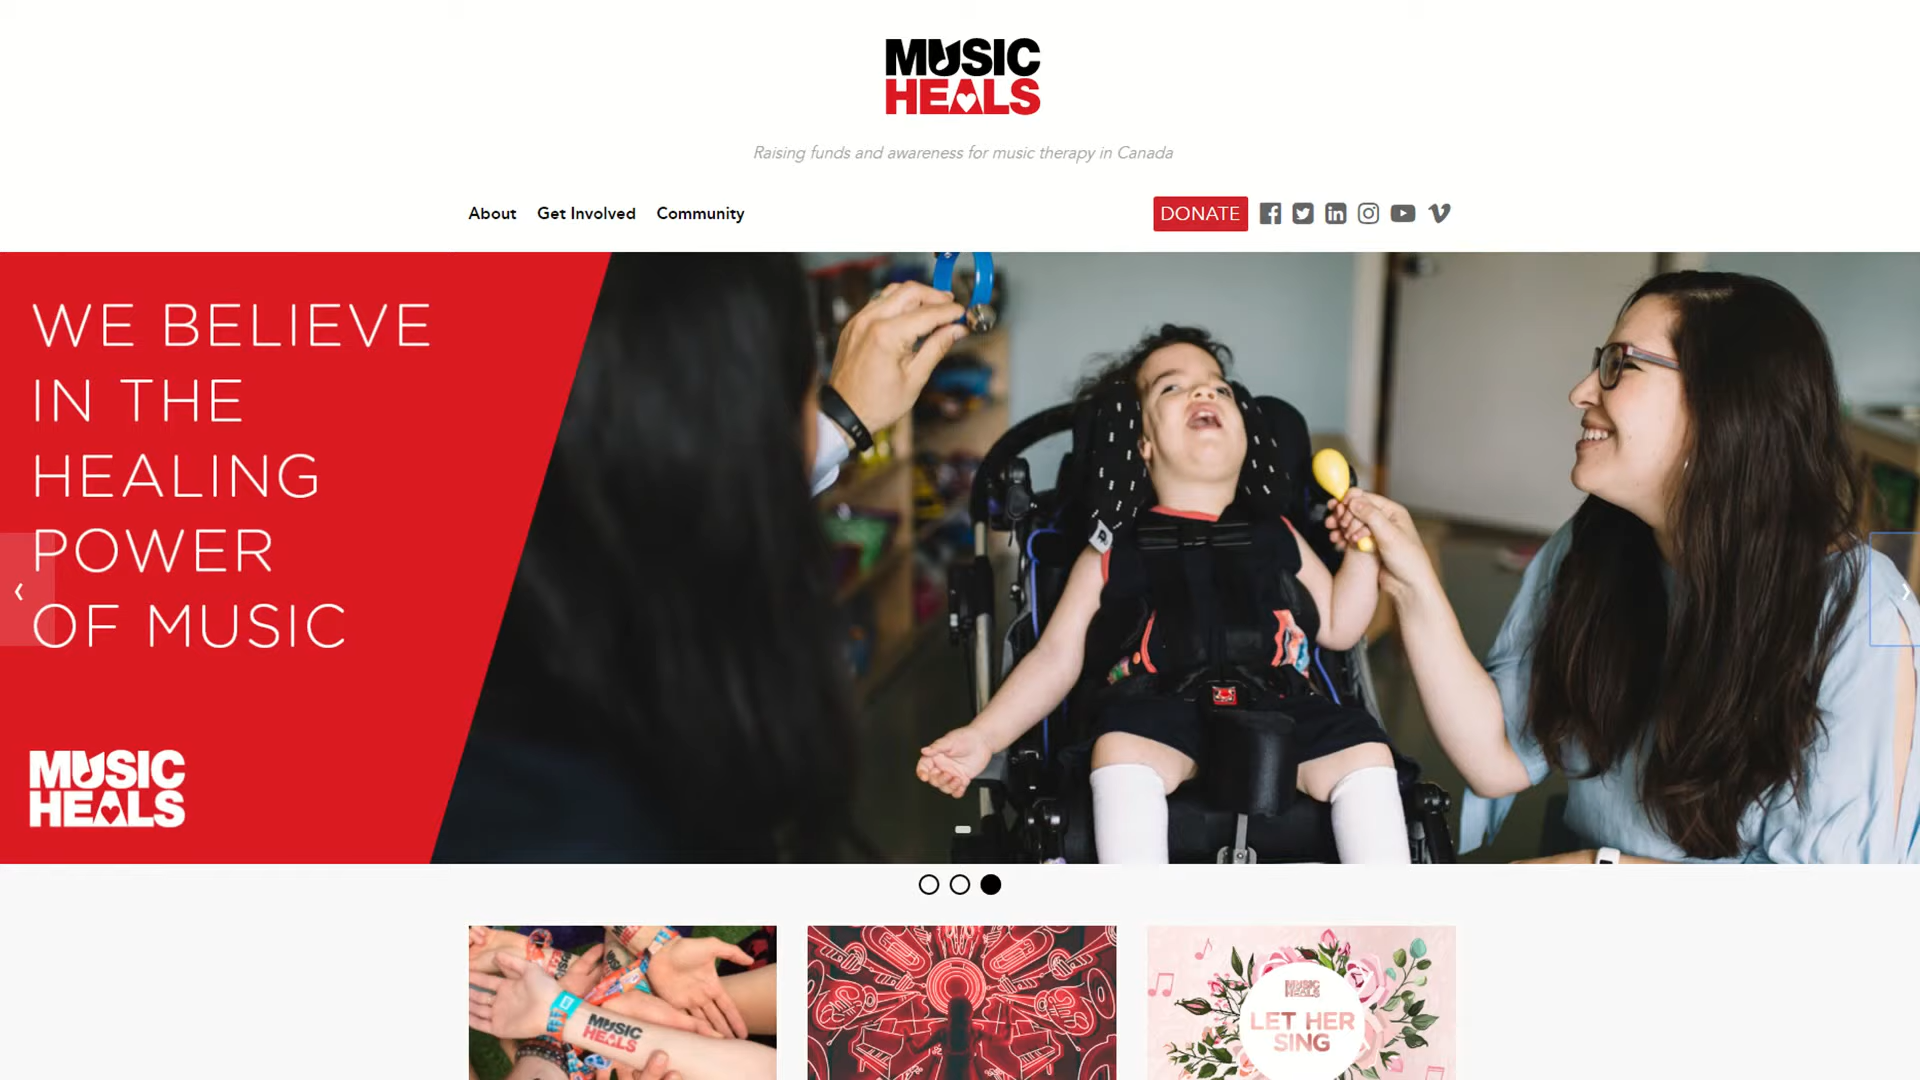 MUSIC
HEALS
Raising funds and awareness for music therapy in Canada
About Get Involved Community DONATE
WE BELIEVE
IN THE
HEALING
POWER
OF MUSIC
MUSIC
HEALS
MUSIC
HEALS
MUSIC
HEALS
LET HER
SING